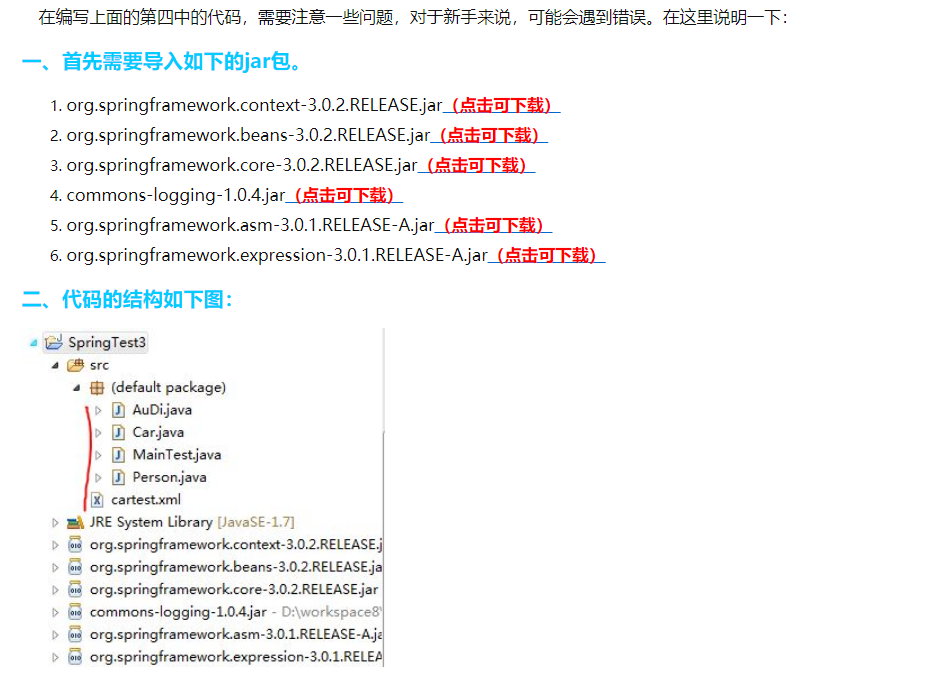 在编写上面的第四中的代码，需要注意一些问题，对于新手来说，可能会遇到错误。在这里说明一下：
一、首先需要导入如下的jar包。
1. org.springframework.context-3.0.2.RELEASE.jar（点击可下载）
2. org.springframework.beans-3.0.2.RELEASE.jar（点击可下载）
3. org.springframework.core-3.0.2.RELEASE.jar（点击可下载）
4. commons-logging-1.0.4.jar（点击可下载）
5. org.springframework.asm-3.0.1.RELEASE-A.jar（点击可下载）
6. org.springframework.expression-3.0.1.RELEASE-A.jar（点击可下载）
二、代码的结构如下图：
SpringTest3
src
(default package)
AuDi.java
Car.java
MainTest.java
Person.java
cartest.xml
JRE System Library [JavaSE-1.7]
org.springframework.context-3.0.2.RELEASE.j
org.springframework.beans-3.0.2.RELEASE.ja
org.springframework.core-3.0.2.RELEASE.jar
commons-logging-1.0.4.jar - D:\workspace8\
org.springframework.asm-3.0.1.RELEASE-A.ja
org.springframework.expression-3.0.1.RELEA